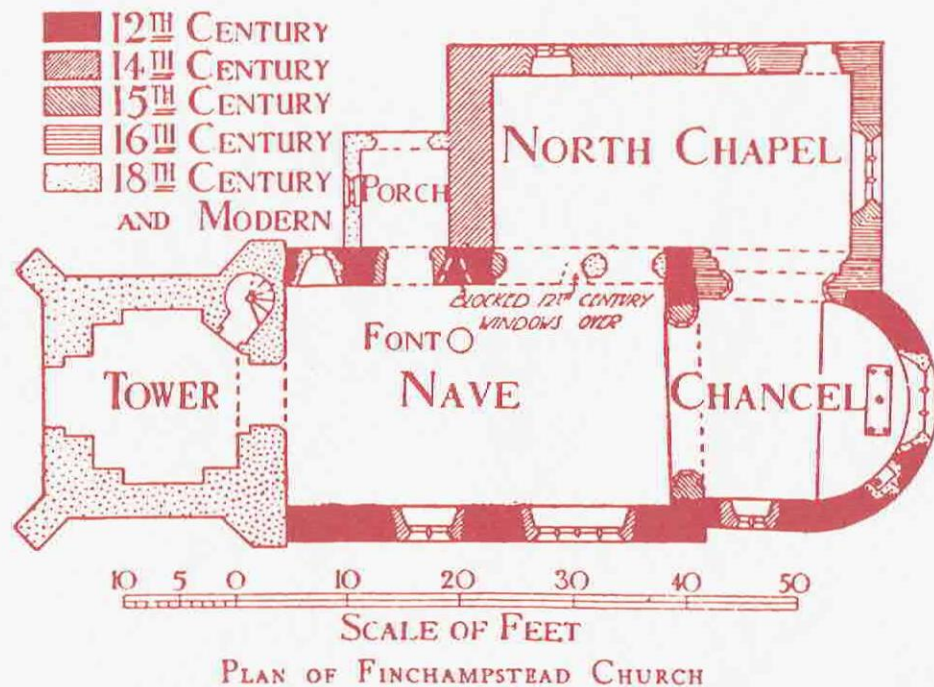 12TH CENTURY
14TH CENTURY
15TH CENTURY
16TH CENTURY
18TH CENTURY
AND MODERN
NORTH CHAPEL
PORCH
BLOCKED 12TH CENTURY
WINDOWS OVER
FONT
TOWER
NAVE
CHANCEL
10 5 0 10 20 30 40 50
SCALE OF FEET
PLAN OF FINCHAMPSTEAD CHURCH